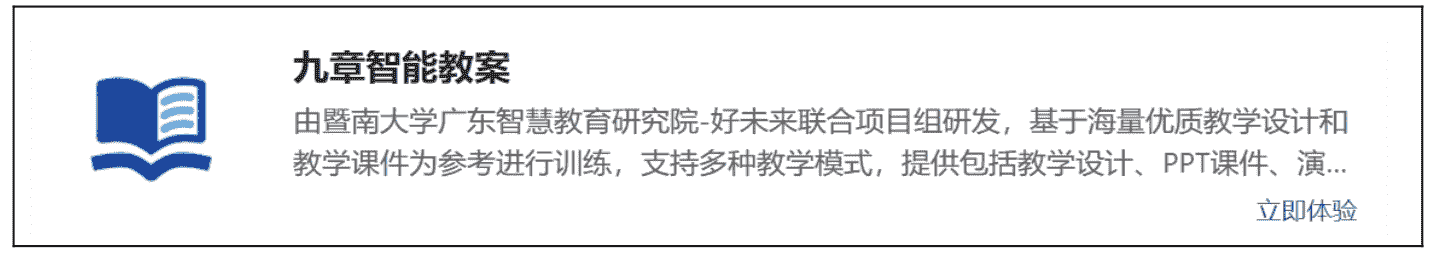 九章智能教案
由暨南大学广东智慧教育研究院-好未来联合项目组研发，基于海量优质教学设计和
教学课件为参考进行训练，支持多种教学模式，提供包括教学设计、PPT课件、演...
立即体验